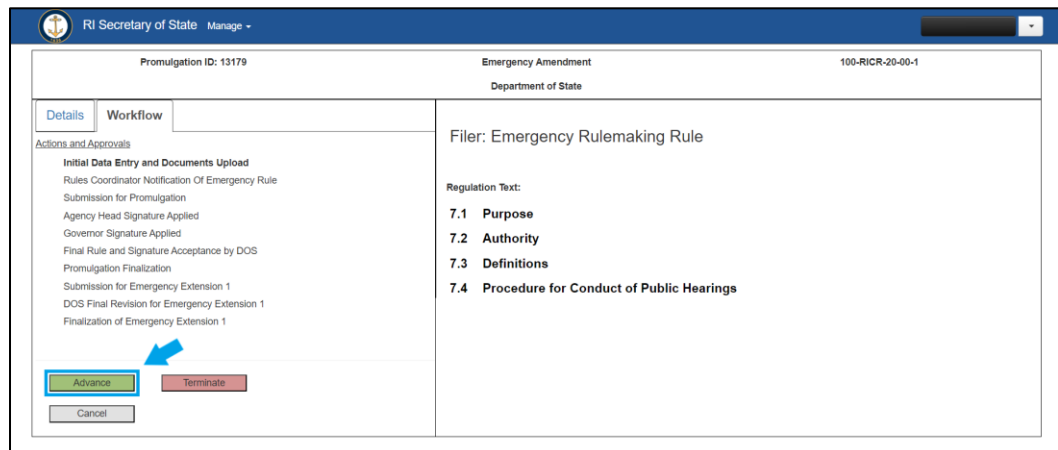 RI Secretary of State Manage
Promulgation ID: 13179 Emergency Amendment 100-RICR-20-00-1
Department of State
Details Workflow
Actions and Approvals
Initial Data Entry and Documents Upload
Rules Coordinator Notification Of Emergency Rule
Submission for Promulgation
Agency Head Signature Applied
Governor Signature Applied
Final Rule and Signature Acceptance by DOS
Promulgation Finalization
Submission for Emergency Extension 1
DOS Final Revision for Emergency Extension 1
Finalization of Emergency Extension 1
Advance Terminate
Cancel
Filer: Emergency Rulemaking Rule
Regulation Text:
7.1 Purpose
7.2 Authority
7.3 Definitions
7.4 Procedure for Conduct of Public Hearings